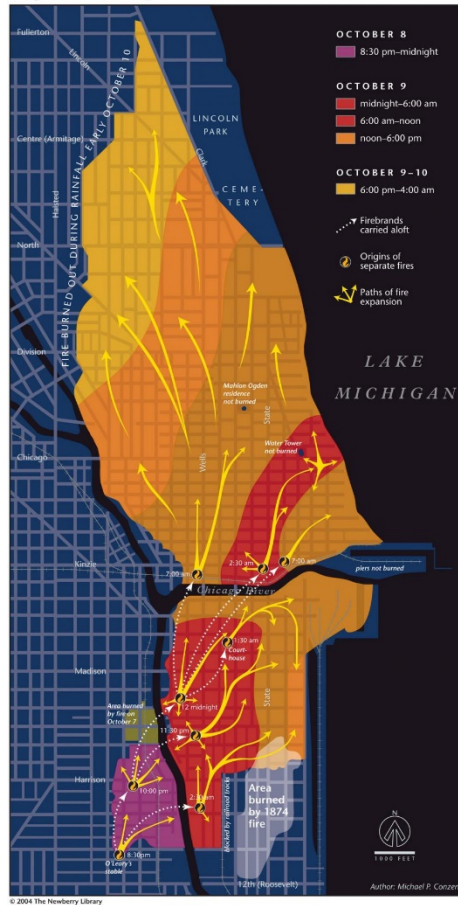 Fullerton
Lincoln
OCTOBER 8
8:30 pm–midnight
OCTOBER 9
midnight–6:00 am
6:00 am–noon
noon–6:00 pm
OCTOBER 9–10
6:00 pm–4:00 am
Firebrands
carried aloft
Origins of
separate fires
Paths of fire
expansion
LINCOLN
PARK
Centre (Armitage)
Clark
CEME-
TERY
Halsted
FIRE BURNED OUT DURING RAINFALL EARLY OCTOBER 10
North
Division
LAKE
MICHIGAN
Mahlon Ogden
residence
not burned
State
Water Tower
not burned
Chicago
Wells
Kinzie
7:00 am
2:30 am
7:00 am
piers not burned
Chicago River
1:30 am
Court-
house
Madison
State
12 midnight
Area burned
by fire on
October 7
11:30 pm
Harrison
10:00 pm
2:30 am
Blocked by railroad tracks
Area
burned
by 1874
fire
8:30pm
O'Leary's
stable
12th (Roosevelt)
N
1000 FEET
Author: Michael P. Conzen
© 2004 The Newberry Library